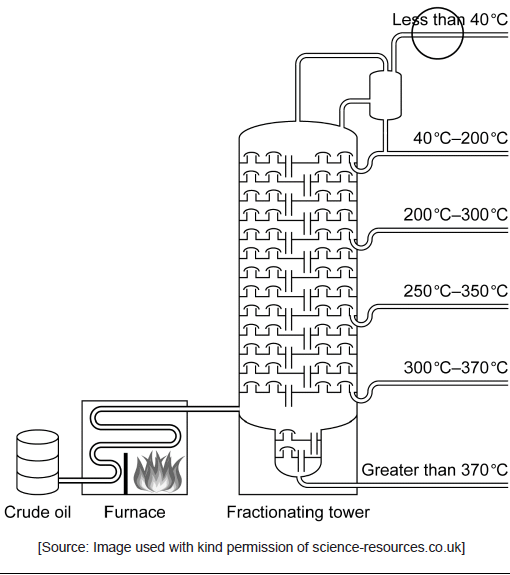 Less than 40 °C
40 °C–200 °C
200 °C–300 °C
250 °C–350 °C
300 °C–370 °C
Greater than 370 °C
Crude oil
Furnace
Fractionating tower
[Source: Image used with kind permission of science-resources.co.uk]